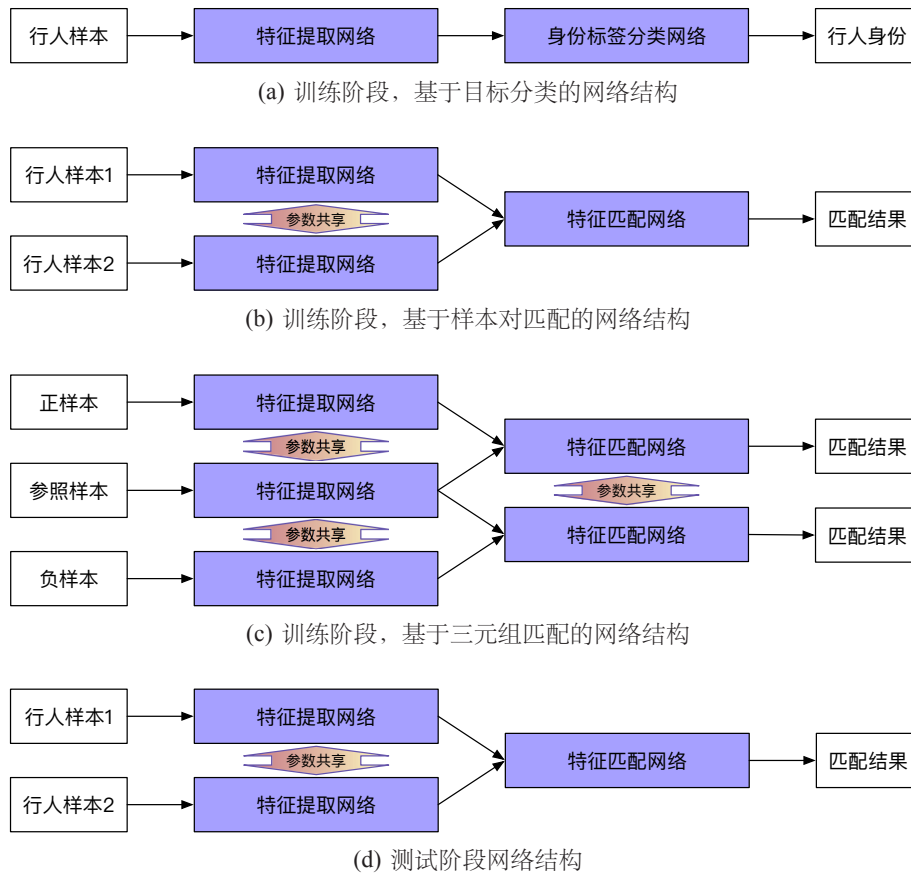 行人样本 特征提取网络 身份标签分类网络 行人身份
(a) 训练阶段，基于目标分类的网络结构
行人样本1 特征提取网络
参数共享 特征匹配网络 匹配结果
行人样本2 特征提取网络
(b) 训练阶段，基于样本对匹配的网络结构
正样本 特征提取网络
参数共享 特征匹配网络 匹配结果
参照样本 特征提取网络 参数共享
参数共享 特征匹配网络 匹配结果
负样本 特征提取网络
(c) 训练阶段，基于三元组匹配的网络结构
行人样本1 特征提取网络
参数共享 特征匹配网络 匹配结果
行人样本2 特征提取网络
(d) 测试阶段网络结构